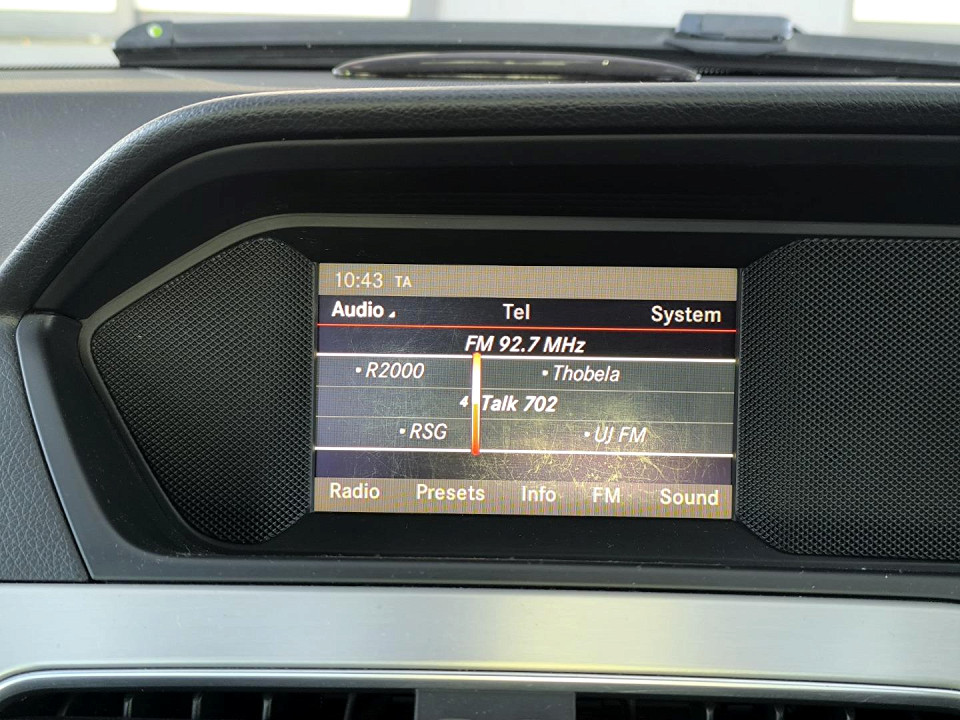 10:43 TA
Audio Tel System
FM 92.7 MHz
•R2000 •Thobela
4 Talk 702
•RSG •UJ FM
Radio Presets Info FM Sound